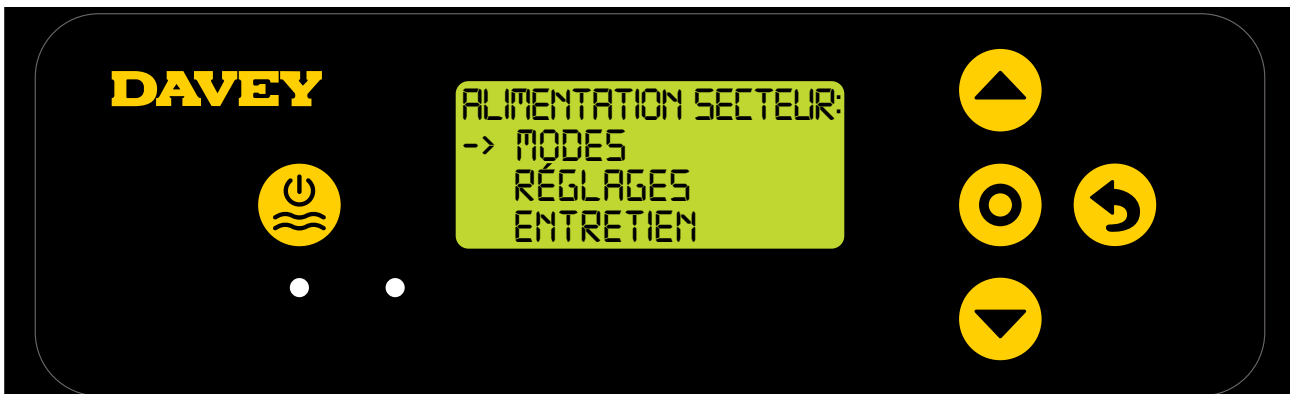 DAVEY
ALIMENTATION SECTEUR:
-> MODES
RÉGLAGES
ENTRETIEN